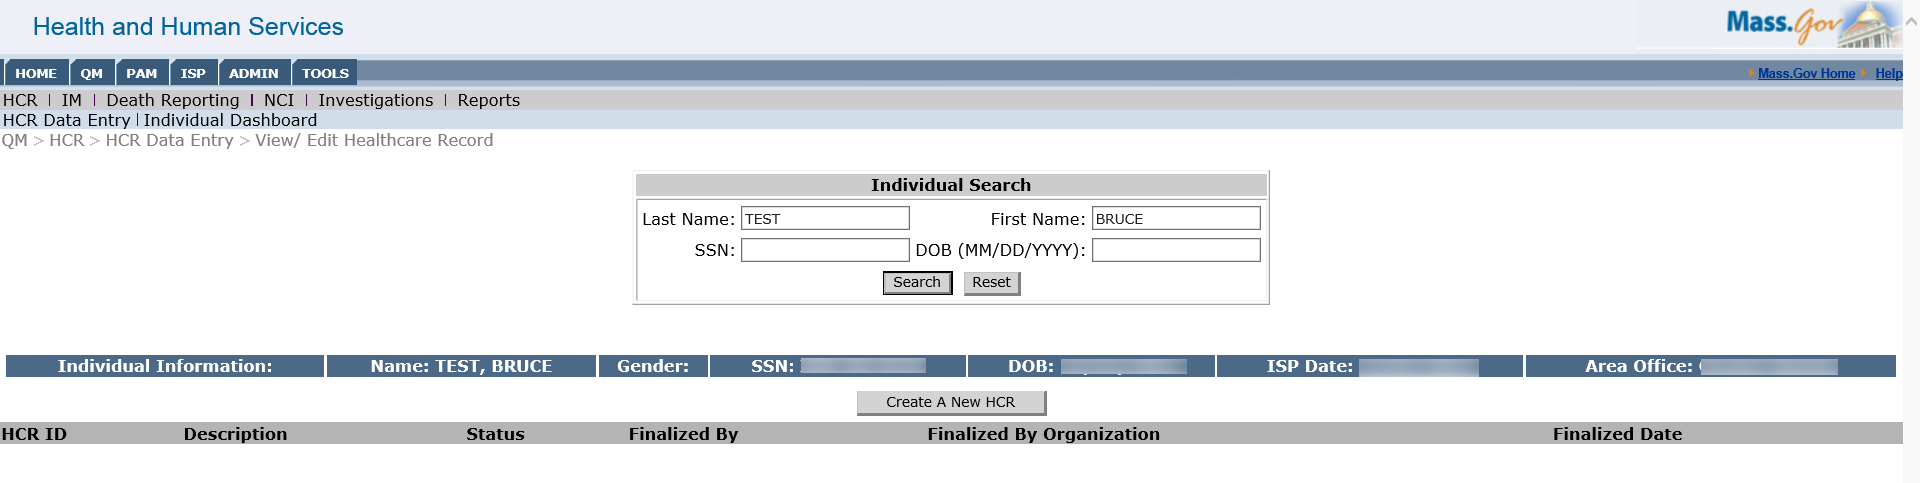 Health and Human Services
Mass.Gov
HOME QM PAM ISP ADMIN TOOLS
Mass.Gov Home Help
HCR | IM | Death Reporting | NCI | Investigations | Reports
HCR Data Entry | Individual Dashboard
QM > HCR > HCR Data Entry > View/ Edit Healthcare Record
Individual Search
Last Name: TEST First Name: BRUCE
SSN: DOB (MM/DD/YYYY):
Search Reset
Individual Information: Name: TEST, BRUCE Gender: SSN: DOB: ISP Date: Area Office:
Create A New HCR
HCR ID Description Status Finalized By Finalized By Organization Finalized Date